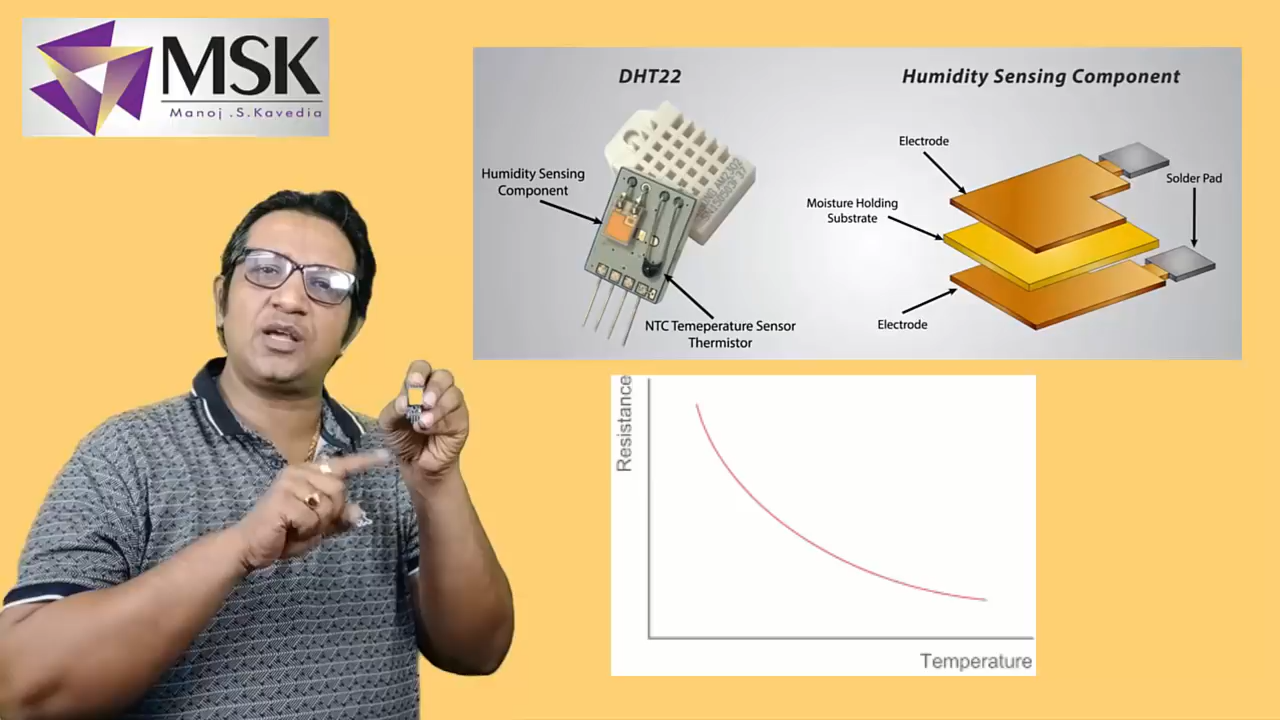 MSK
Manoj .S.Kavedia
DHT22
Humidity Sensing Component
Humidity Sensing
Component
NTC Temeperature Sensor
Thermistor
Electrode
Moisture Holding
Substrate
Solder Pad
Electrode
Resistance
Temperature